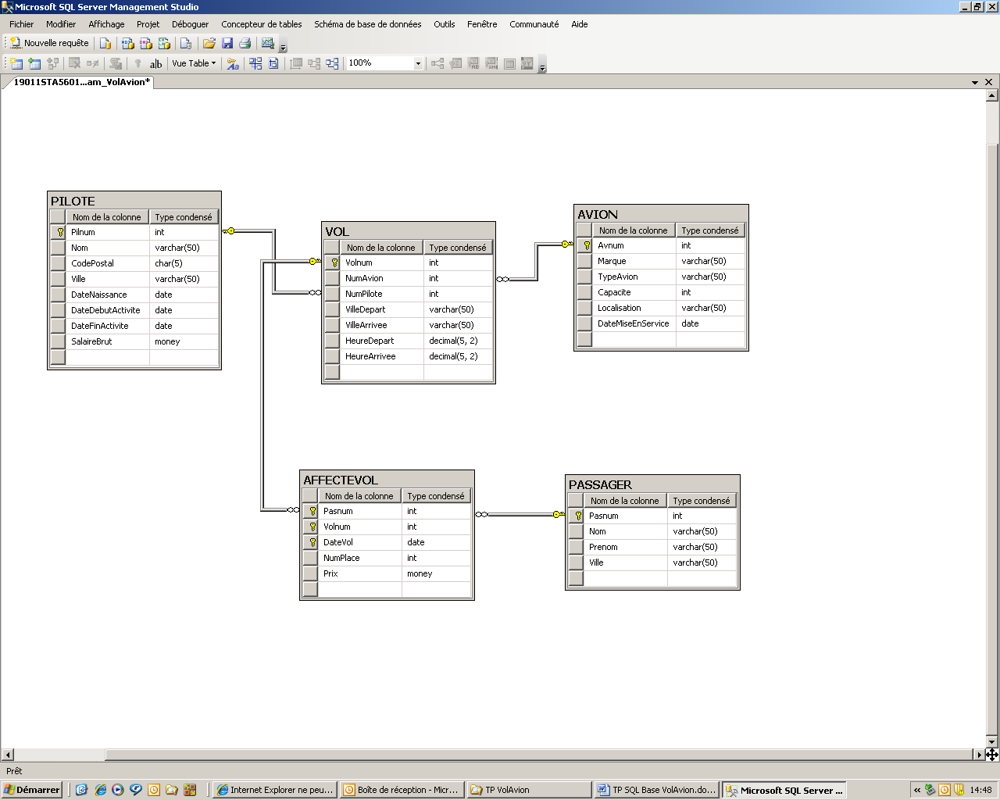 Microsoft SQL Server Management Studio
Fichier Modifier Affichage Projet Déboguer Concepteur de tables Schéma de base de données Outils Fenêtre Communauté Aide
Nouvelle requête
ab Vue Table 100%
19011STA5601...am_VolAvion*
PILOTE
Nom de la colonne Type condensé
Pilnum int
Nom varchar(50)
CodePostal char(5)
Ville varchar(50)
DateNaissance date
DateDebutActivite date
DateFinActivite date
SalaireBrut money
VOL
Nom de la colonne Type condensé
Volnum int
NumAvion int
NumPilote int
VilleDepart varchar(50)
VilleArrivee varchar(50)
HeureDepart decimal(5, 2)
HeureArrivee decimal(5, 2)
AVION
Nom de la colonne Type condensé
Avnum int
Marque varchar(50)
TypeAvion varchar(50)
Capacite int
Localisation varchar(50)
DateMiseEnService date
AFFECTEVOL
Nom de la colonne Type condensé
Pasnum int
Volnum int
DateVol date
NumPlace int
Prix money
PASSAGER
Nom de la colonne Type condensé
Pasnum int
Nom varchar(50)
Prenom varchar(50)
Ville varchar(50)
Prêt
Démarrer Internet Explorer ne peu... Boîte de réception - Micr... TP VolAvion TP SQL Base VolAvion.do... Microsoft SQL Server ... 14:48